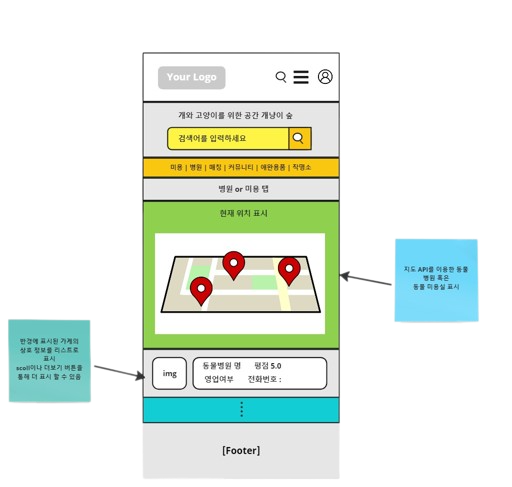 Your Logo
개와 고양이를 위한 공간 개냥이 숲
검색어를 입력하세요
미용 | 병원 | 매칭 | 커뮤니티 | 애완용품 | 작명소
병원 or 미용 탭
현재 위치 표시
지도 API를 이용한 동물
병원 혹은
동물 미용실 표시
반경에 표시된 가게의
상호 정보를 리스트로
표시
scoll이나 더보기 버튼을
통해 더 표시 할 수 있음
img
동물병원 명 평점 5.0
영업여부 전화번호 :
[Footer]